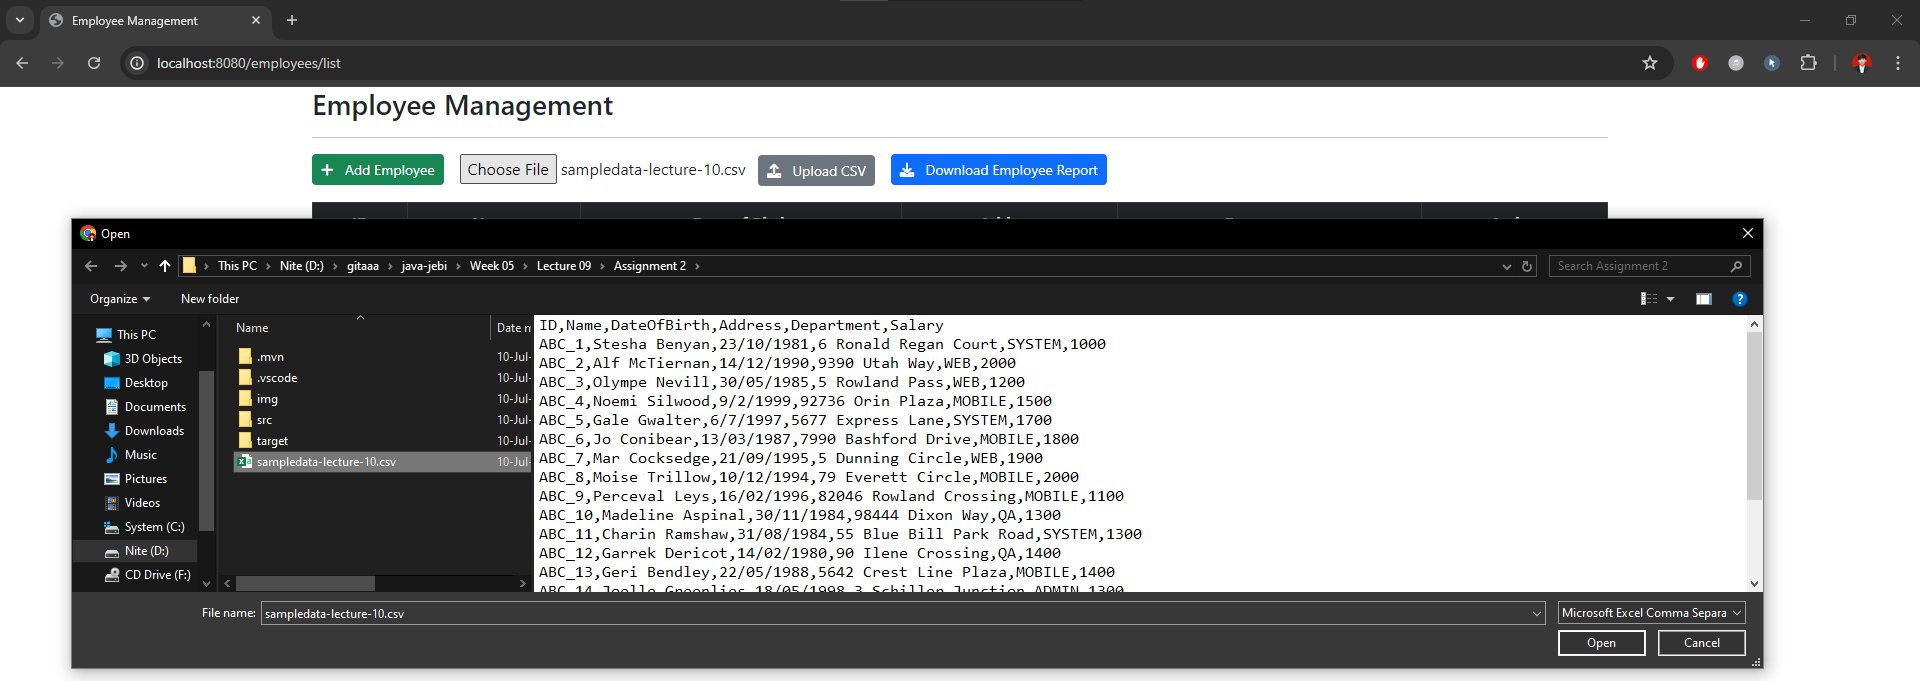 Employee Management
localhost:8080/employees/list
Employee Management
Add Employee Choose File sampledata-lecture-10.csv Upload CSV Download Employee Report
Open
This PC Nite (D:) gitaaa java-jebi Week 05 Lecture 09 Assignment 2 Search Assignment 2
Organize New folder
This PC
3D Objects
Desktop
Documents
Downloads
Music
Pictures
Videos
System (C:)
Nite (D:)
CD Drive (F:)
Name Date
.mvn 10-Jul-
.vscode 10-Jul-
img 10-Jul-
src 10-Jul-
target 10-Jul-
sampledata-lecture-10.csv 10-Jul-
ID,Name,DateOfBirth,Address,Department,Salary
ABC_1,Stesha Benyan,23/10/1981,6 Ronald Regan Court,SYSTEM,1000
ABC_2,Alf McTiernan,14/12/1990,9390 Utah Way,WEB,2000
ABC_3,Olympe Nevill,30/05/1985,5 Rowland Pass,WEB,1200
ABC_4,Noemi Silwood,9/2/1999,92736 Orin Plaza,MOBILE,1500
ABC_5,Gale Gwalter,6/7/1997,5677 Express Lane,SYSTEM,1700
ABC_6,Jo Conibear,13/03/1987,7990 Bashford Drive,MOBILE,1800
ABC_7,Mar Cocksedge,21/09/1995,5 Dunning Circle,WEB,1900
ABC_8,Moise Trillow,10/12/1994,79 Everett Circle,MOBILE,2000
ABC_9,Perceval Leys,16/02/1996,82046 Rowland Crossing,MOBILE,1100
ABC_10,Madeline Aspinal,30/11/1984,98444 Dixon Way,QA,1300
ABC_11,Charin Ramshaw,31/08/1984,55 Blue Bill Park Road,SYSTEM,1300
ABC_12,Garrek Dericot,14/02/1980,90 Ilene Crossing,QA,1400
ABC_13,Geri Bendley,22/05/1988,5642 Crest Line Plaza,MOBILE,1400
File name: sampledata-lecture-10.csv Microsoft Excel Comma Separa
Open Cancel